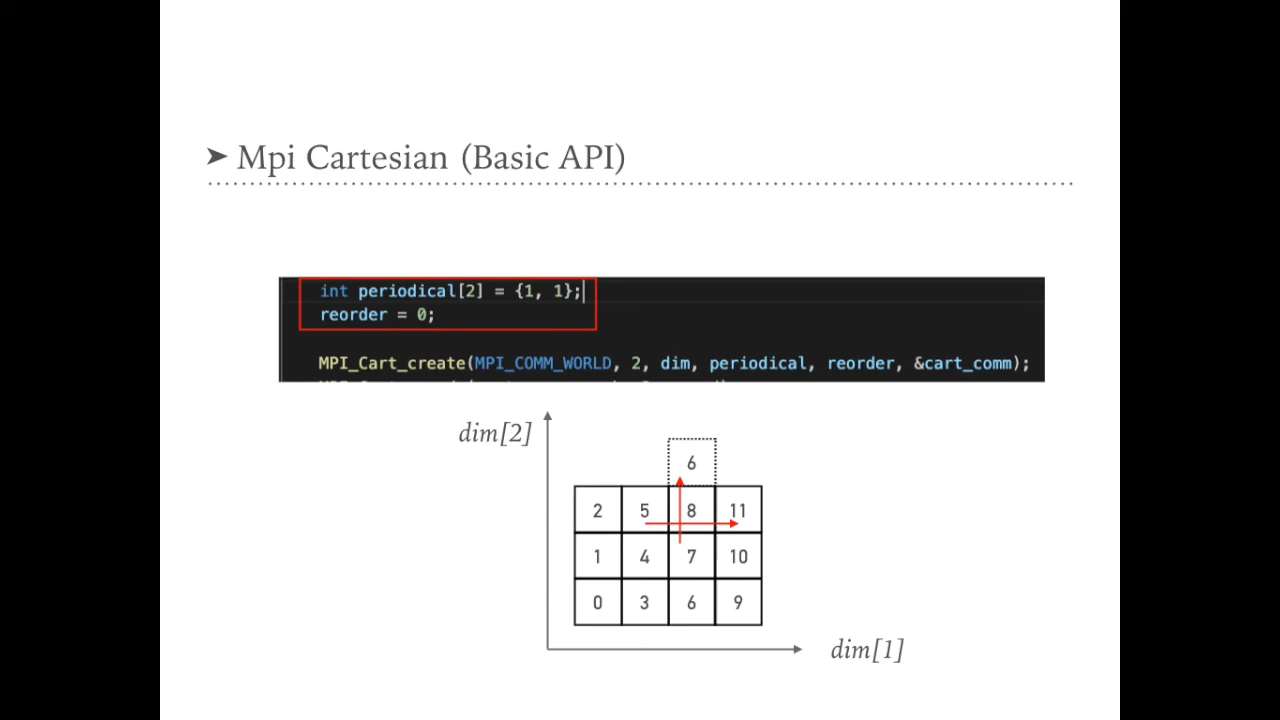 ➤ Mpi Cartesian (Basic API)
int periodical[2] = {1, 1};
reorder = 0;
MPI_Cart_create(MPI_COMM_WORLD, 2, dim, periodical, reorder, &cart_comm);
dim[2]
6
2 5 8 11
1 4 7 10
0 3 6 9
dim[1]